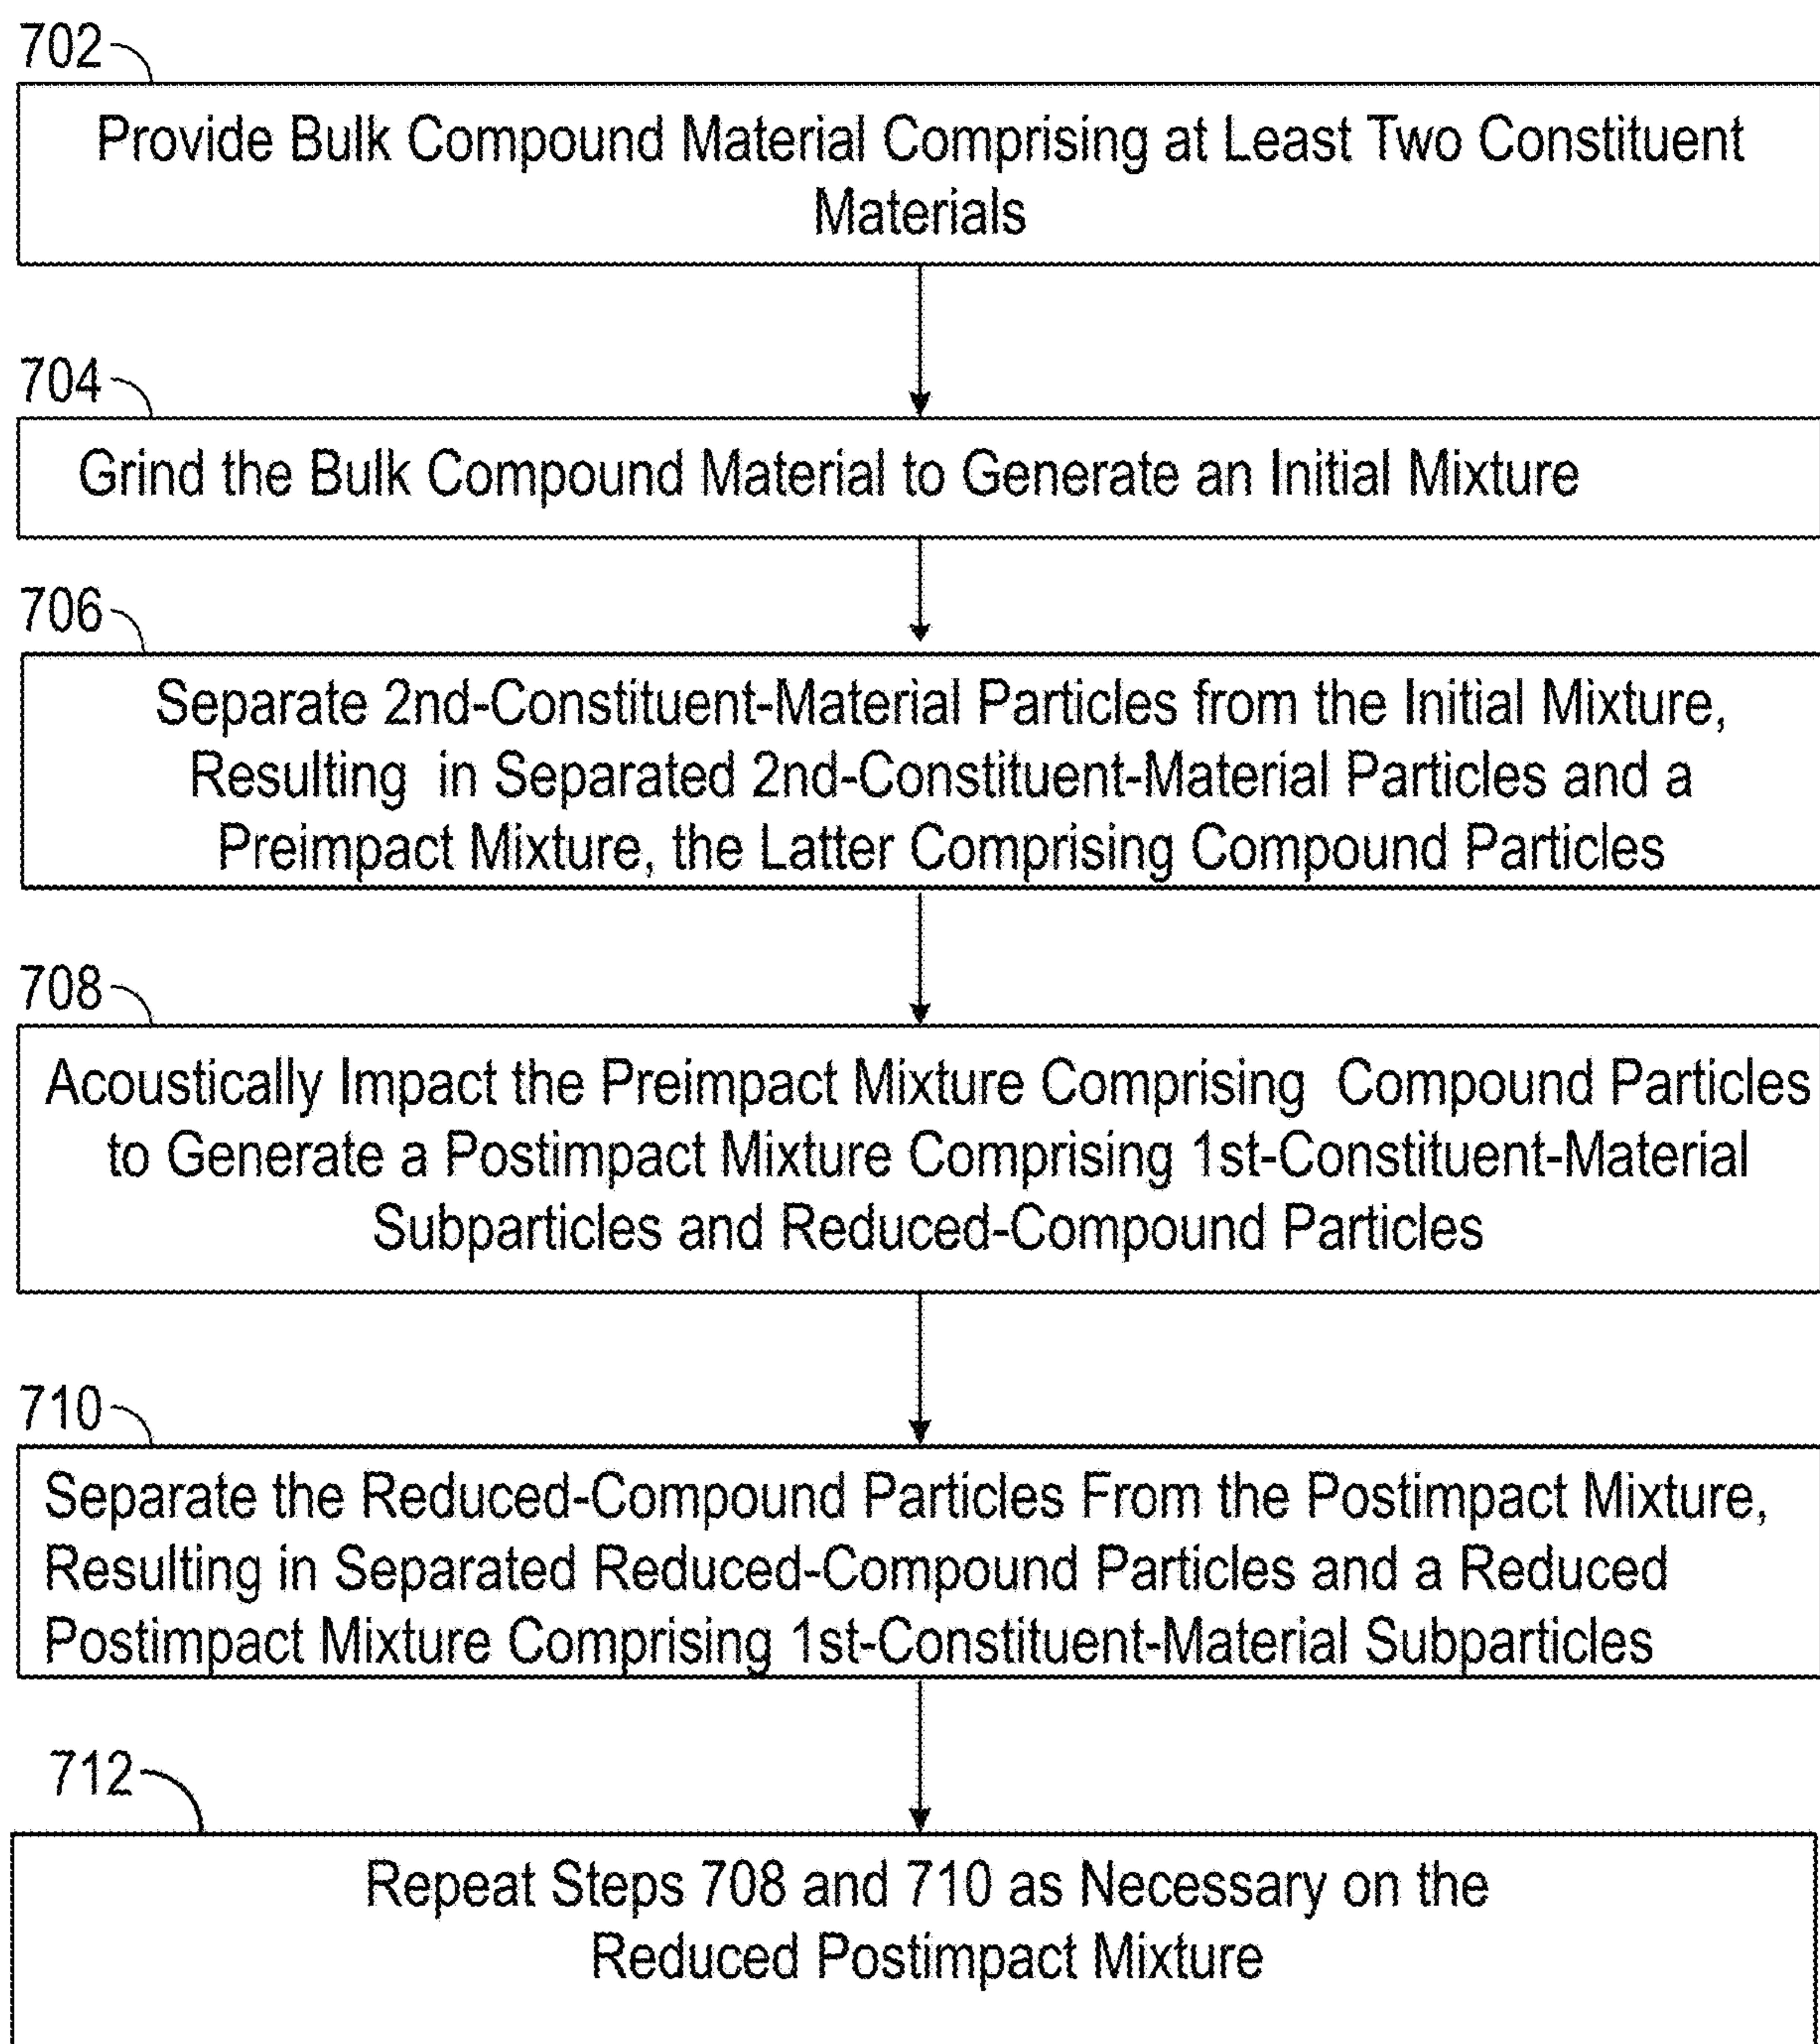 702
Provide Bulk Compound Material Comprising at Least Two Constituent
Materials
704
Grind the Bulk Compound Material to Generate an Initial Mixture
706
Separate 2nd-Constituent-Material Particles from the Initial Mixture,
Resulting in Separated 2nd-Constituent-Material Particles and a
Preimpact Mixture, the Latter Comprising Compound Particles
708
Acoustically Impact the Preimpact Mixture Comprising Compound Particles
to Generate a Postimpact Mixture Comprising 1st-Constituent-Material
Subparticles and Reduced-Compound Particles
710
Separate the Reduced-Compound Particles From the Postimpact Mixture,
Resulting in Separated Reduced-Compound Particles and a Reduced
Postimpact Mixture Comprising 1st-Constituent-Material Subparticles
712
Repeat Steps 708 and 710 as Necessary on the
Reduced Postimpact Mixture